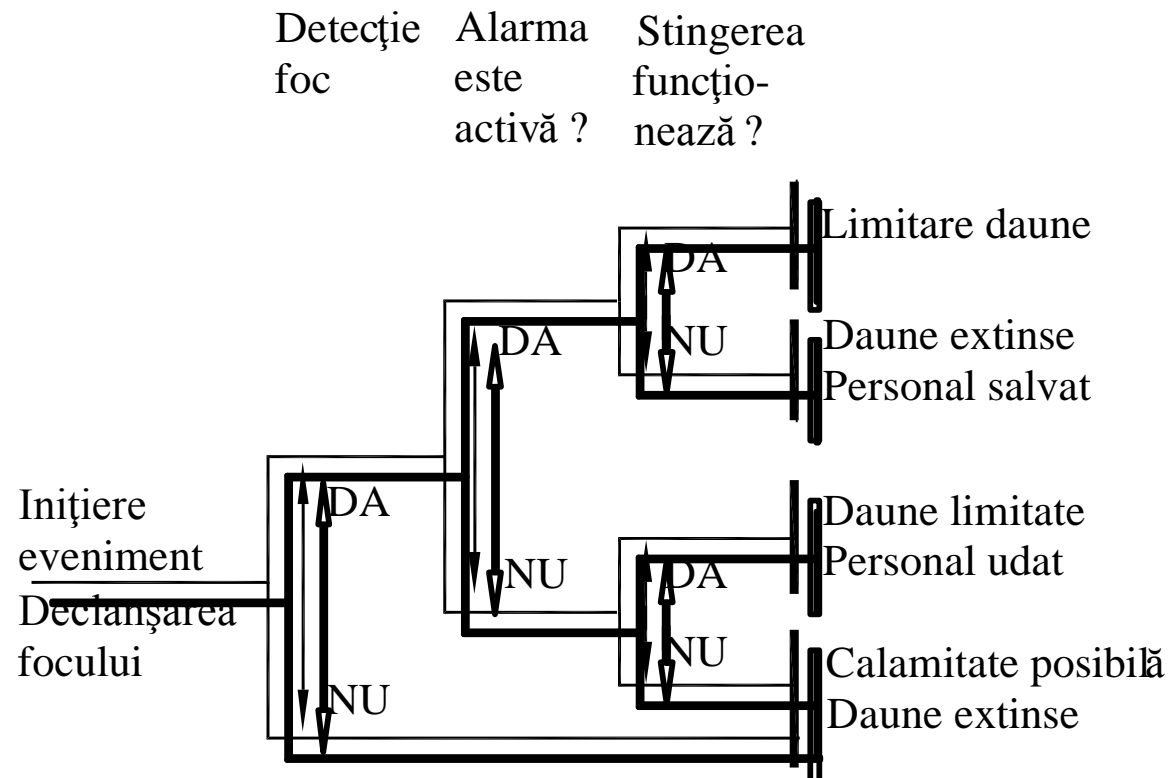 Detecţie
foc
Alarma
este
activă ?
Stingerea
funcţio-
nează ?
Limitare daune
DA
NU
Daune extinse
Personal salvat
DA
NU
Iniţiere
eveniment
Declanşarea
focului
DA
NU
Daune limitate
Personal udat
DA
NU
Calamitate posibilă
Daune extinse